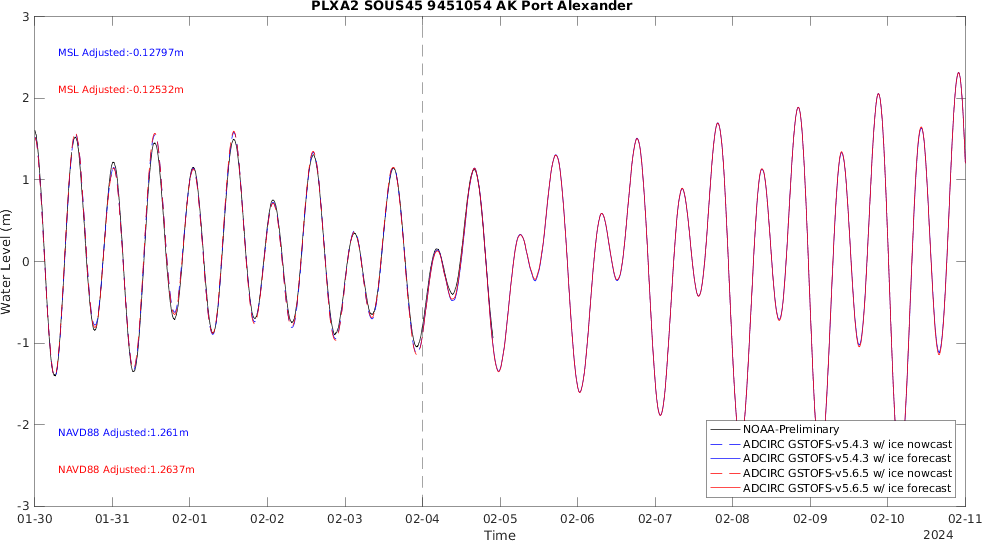 PLXA2 SOUS45 9451054 AK Port Alexander
3
2
1
0
-1
-2
-3
Water Level (m)
MSL Adjusted:-0.12797m
MSL Adjusted:-0.12532m
NAVD88 Adjusted:1.261m
NAVD88 Adjusted:1.2637m
NOAA-Preliminary
ADCIRC GSTOFS-v5.4.3 w/ ice nowcast
ADCIRC GSTOFS-v5.4.3 w/ ice forecast
ADCIRC GSTOFS-v5.6.5 w/ ice nowcast
ADCIRC GSTOFS-v5.6.5 w/ ice forecast
01-30 01-31 02-01 02-02 02-03 02-04 02-05 02-06 02-07 02-08 02-09 02-10 02-11
Time
2024